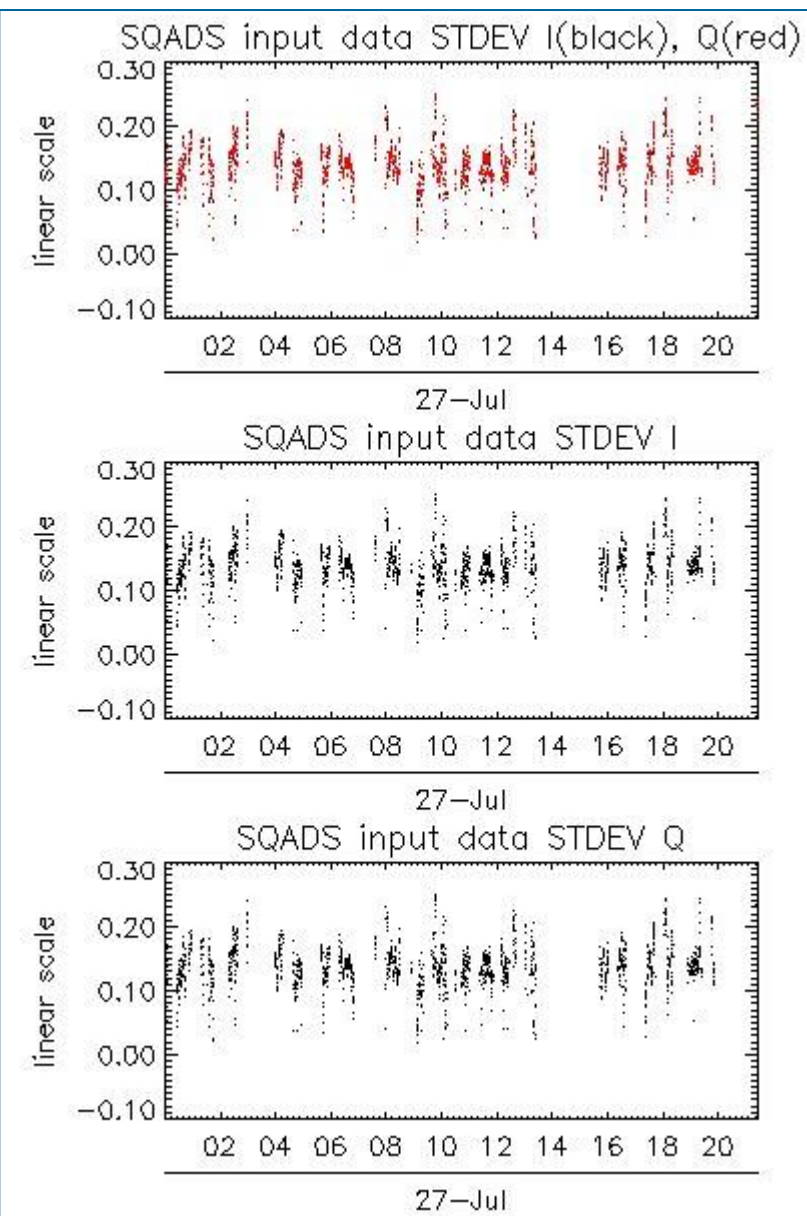 SQADS input data STDEV I(black), Q(red)
0.30
0.20
0.10
0.00
-0.10
linear scale
02 04 06 08 10 12 14 16 18 20
27-Jul
SQADS input data STDEV I
0.30
0.20
0.10
0.00
-0.10
linear scale
02 04 06 08 10 12 14 16 18 20
27-Jul
SQADS input data STDEV Q
0.30
0.20
0.10
0.00
-0.10
linear scale
02 04 06 08 10 12 14 16 18 20
27-Jul